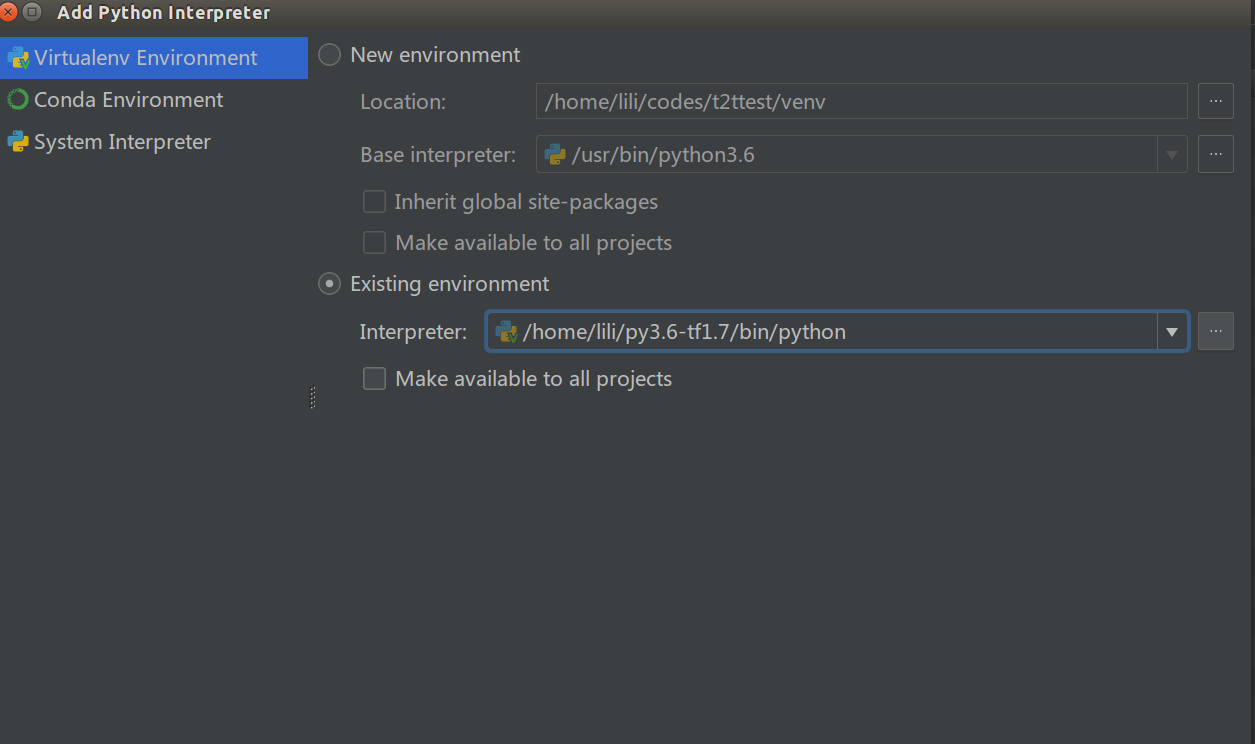 Add Python Interpreter
Virtualenv Environment
Conda Environment
System Interpreter
New environment
Location: /home/lili/codes/t2ttest/venv ...
Base interpreter: /usr/bin/python3.6 ...
Inherit global site-packages
Make available to all projects
Existing environment
Interpreter: /home/lili/py3.6-tf1.7/bin/python ...
Make available to all projects